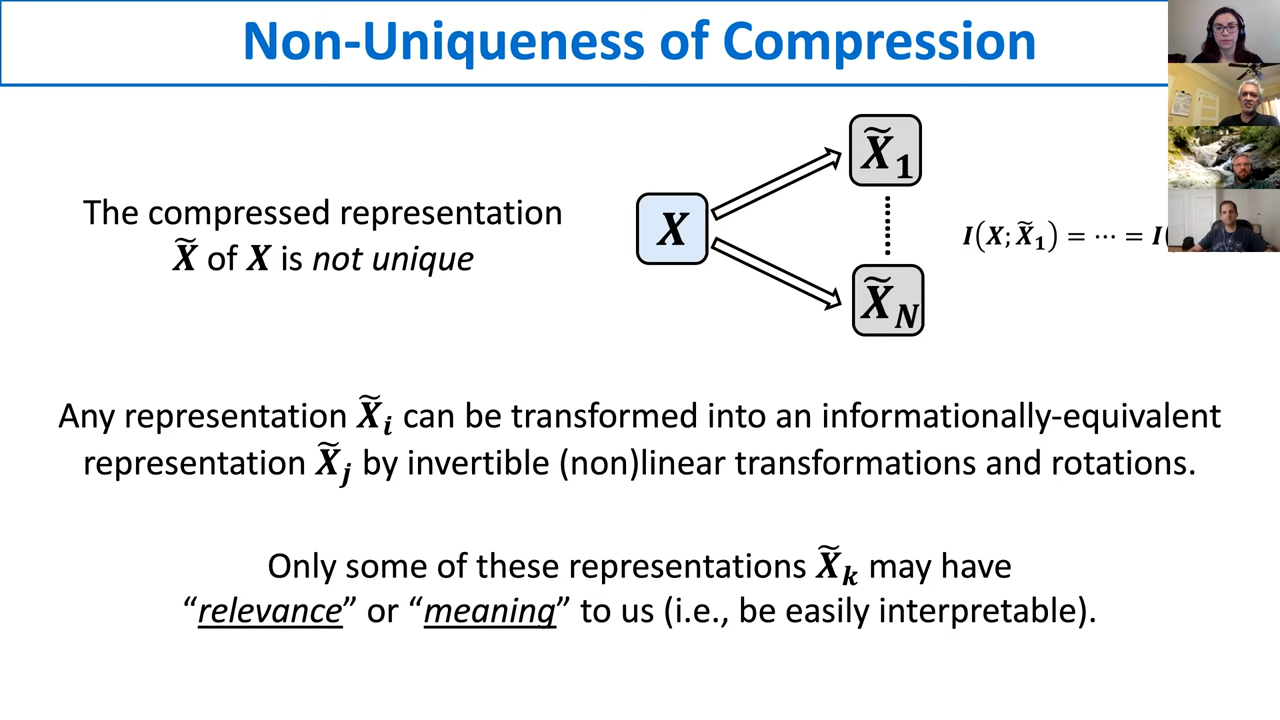 Non-Uniqueness of Compression
The compressed representation
X̃ of X is not unique
X
X̃₁
X̃_N
I(X; X̃₁) = ⋯ = I(
Any representation X̃ᵢ can be transformed into an informationally-equivalent
representation X̃ⱼ by invertible (non)linear transformations and rotations.
Only some of these representations X̃ₖ may have
“relevance” or “meaning” to us (i.e., be easily interpretable).